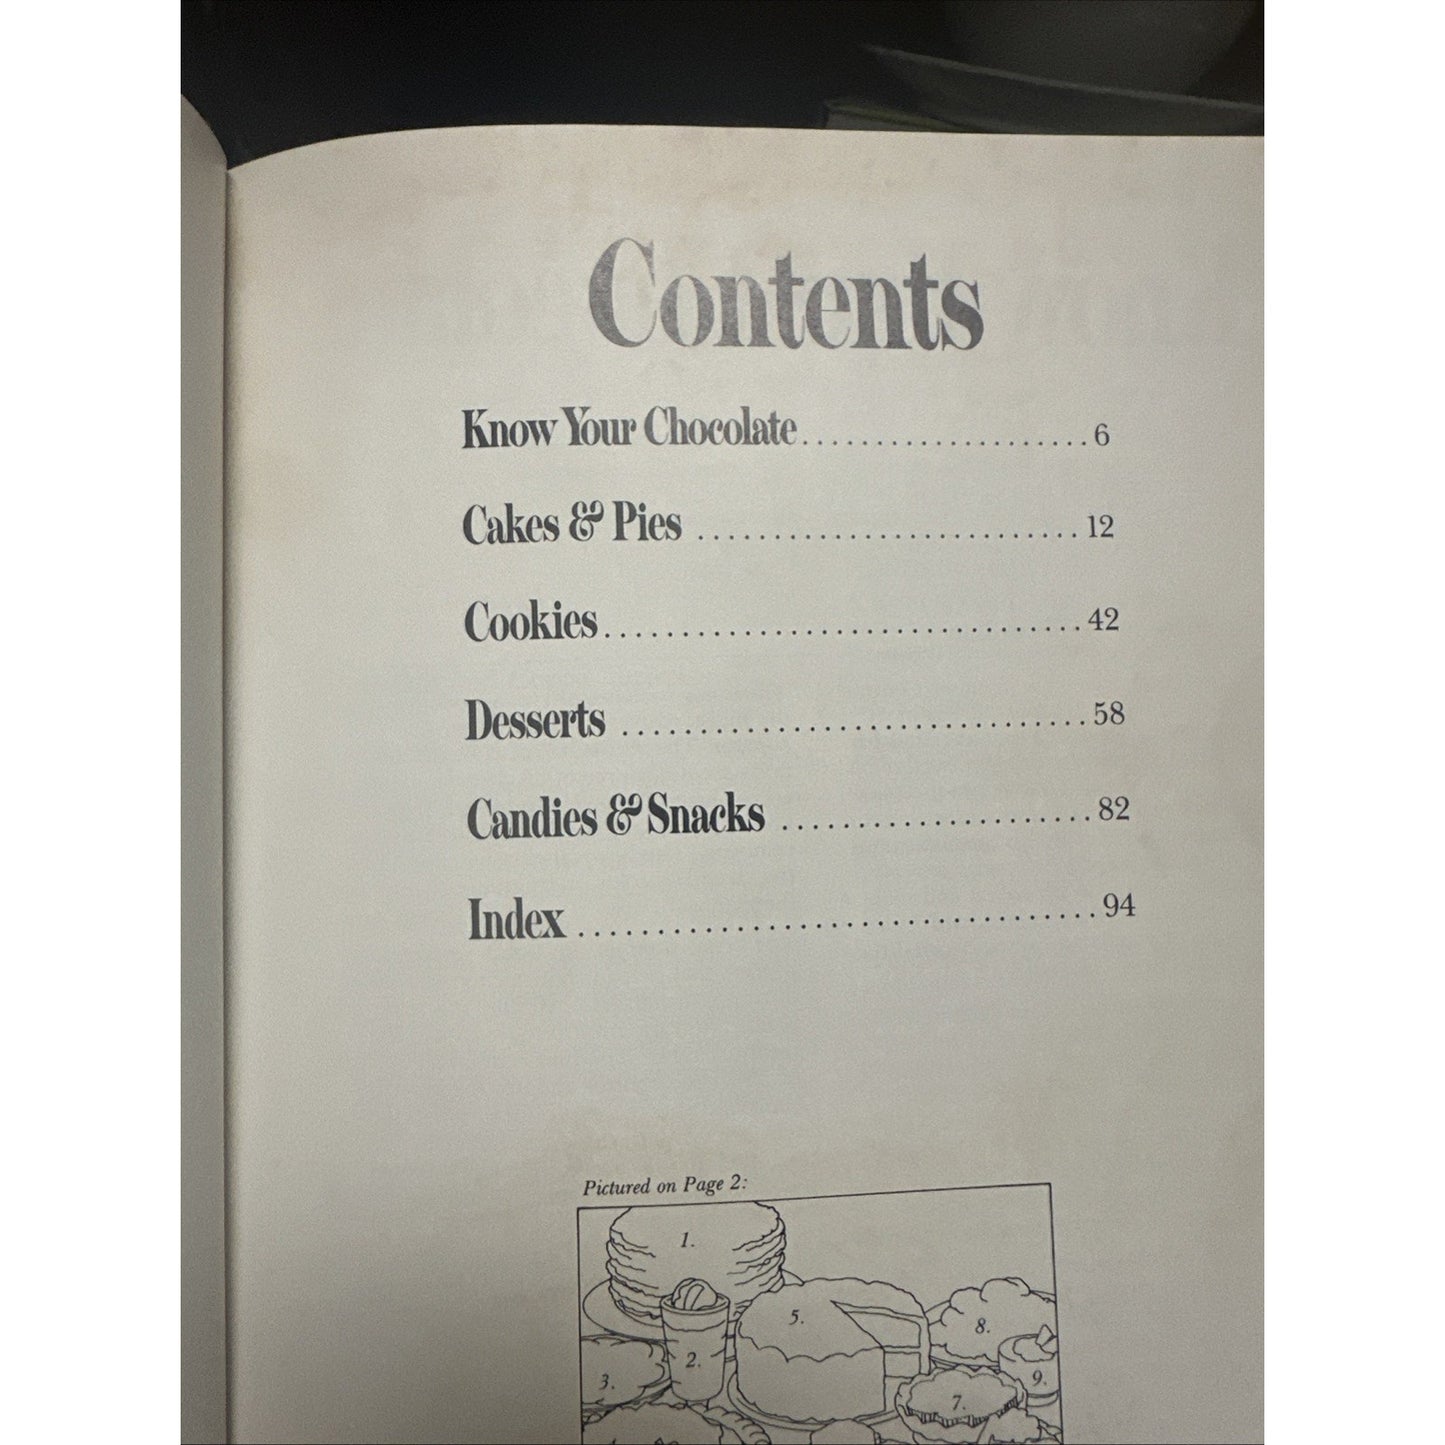 Contents
Know Your Chocolate.....................6
Cakes & Pies .........................12
Cookies...............................42
Desserts ..............................58
Candies & Snacks ....................82
Index .................................94
Pictured on Page 2:
1.
5.
8.
2.
9.
3.
7.